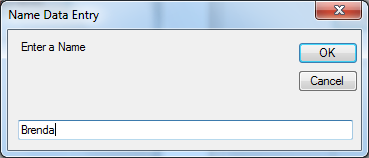 Name Data Entry
Enter a Name
OK
Cancel
Brenda